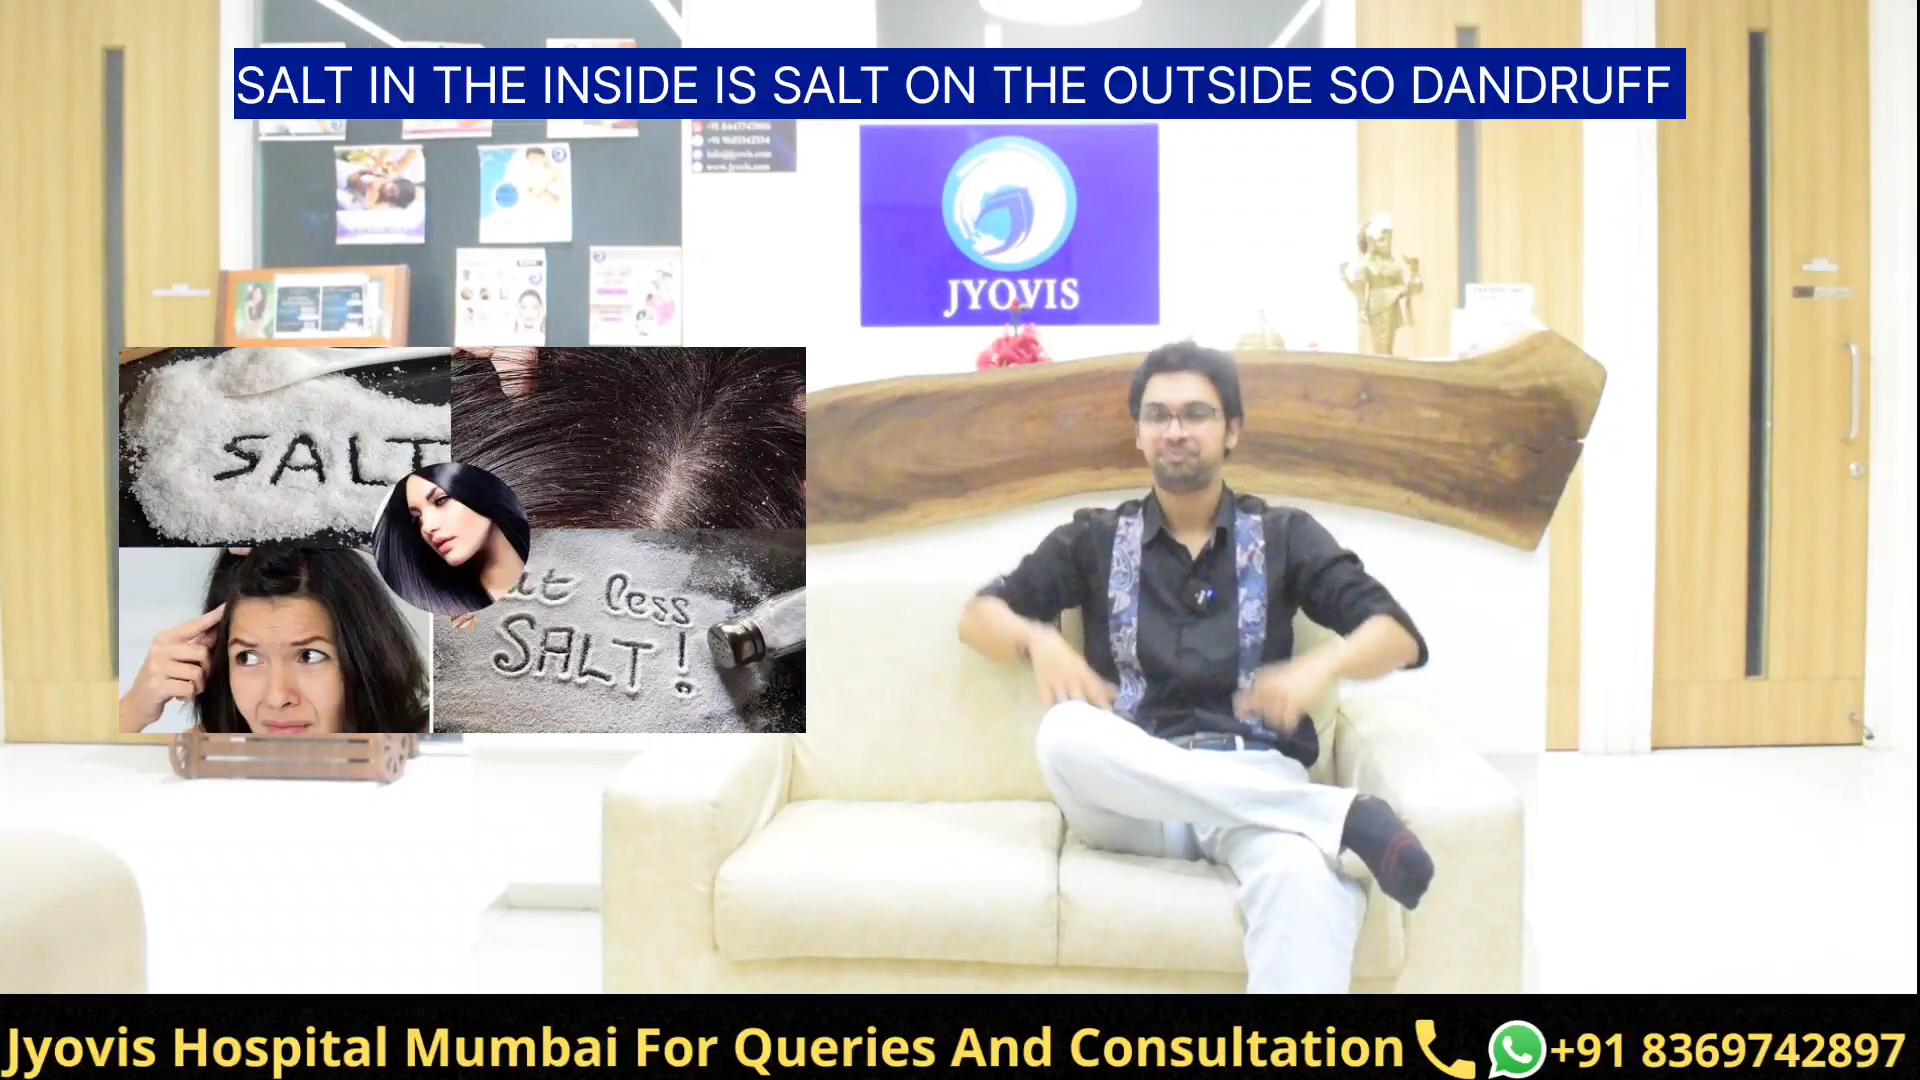 SALT IN THE INSIDE IS SALT ON THE OUTSIDE SO DANDRUFF
JYOVIS
SALT
less
SALT!
Jyovis Hospital Mumbai For Queries And Consultation +91 8369742897